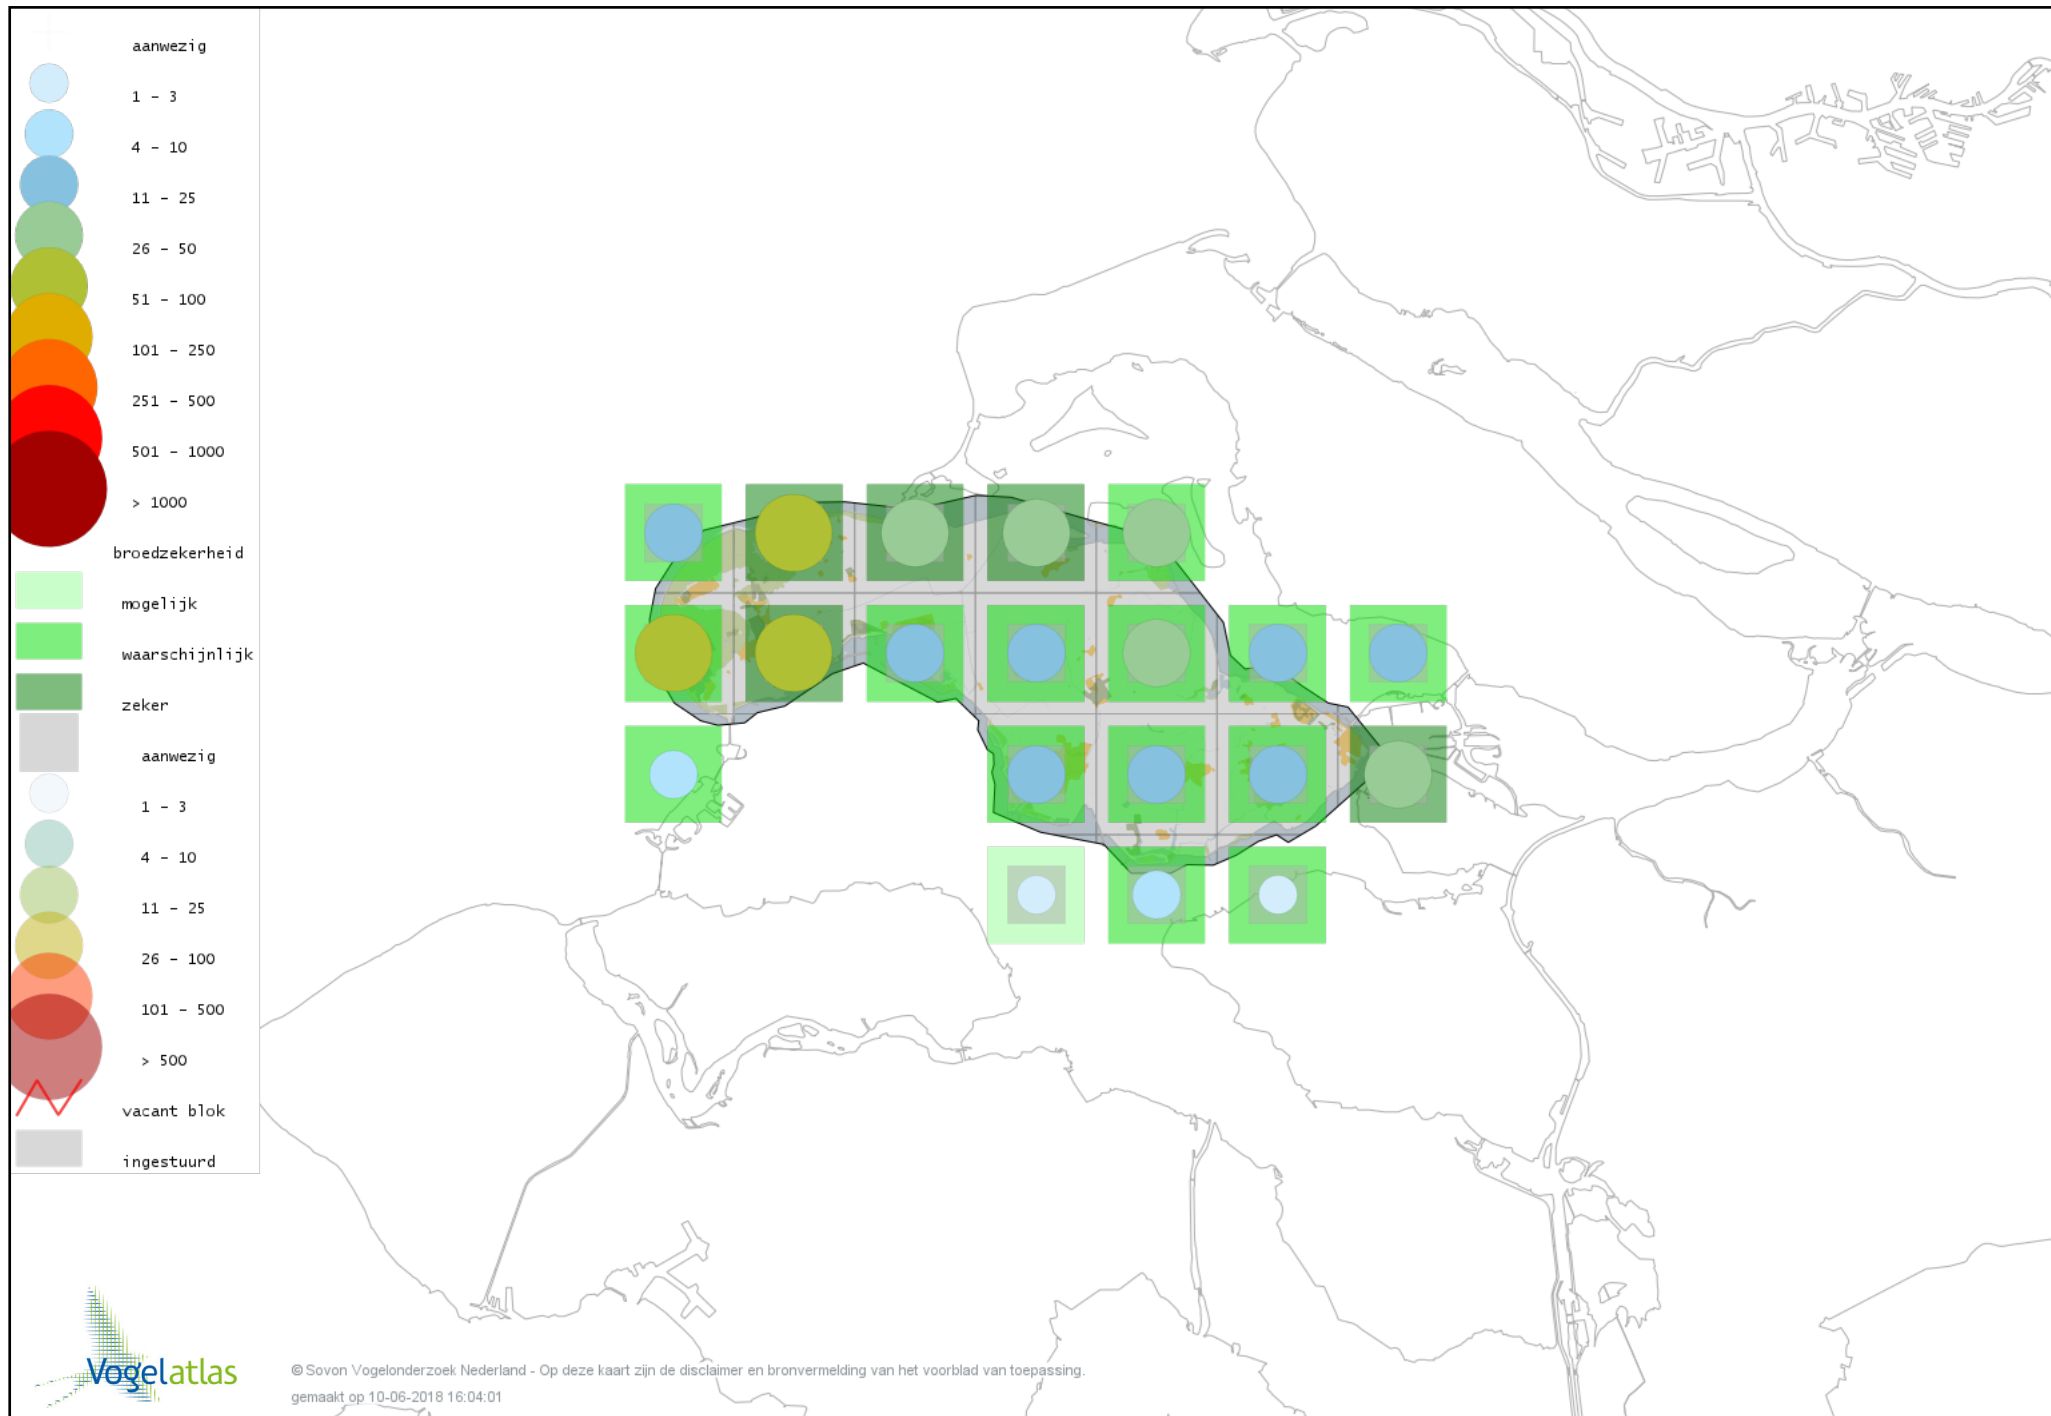 aanwezig
1 - 3
4 - 10
11 - 25
26 - 50
51 - 100
101 - 250
251 - 500
501 - 1000
> 1000
broedzekerheid
mogelijk
waarschijnlijk
zeker
aanwezig
1 - 3
4 - 10
11 - 25
26 - 100
101 - 500
> 500
vacant blok
ingestuurd
Vogelatlas
© Sovon Vogelonderzoek Nederland - Op deze kaart zijn de disclaimer en bronvermelding van het voorblad van toepassing.
gemaakt op 10-06-2018 16:04:01